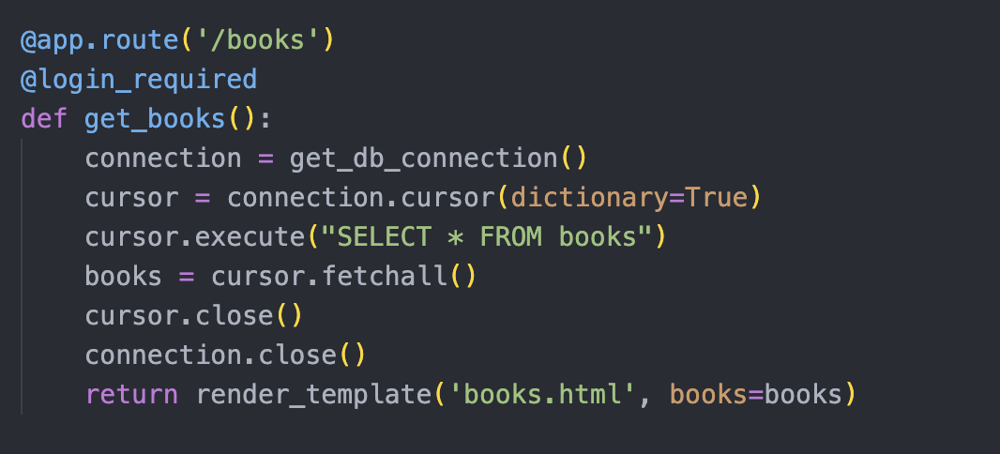 @app.route('/books')
@login_required
def get_books():
    connection = get_db_connection()
    cursor = connection.cursor(dictionary=True)
    cursor.execute("SELECT * FROM books")
    books = cursor.fetchall()
    cursor.close()
    connection.close()
    return render_template('books.html', books=books)